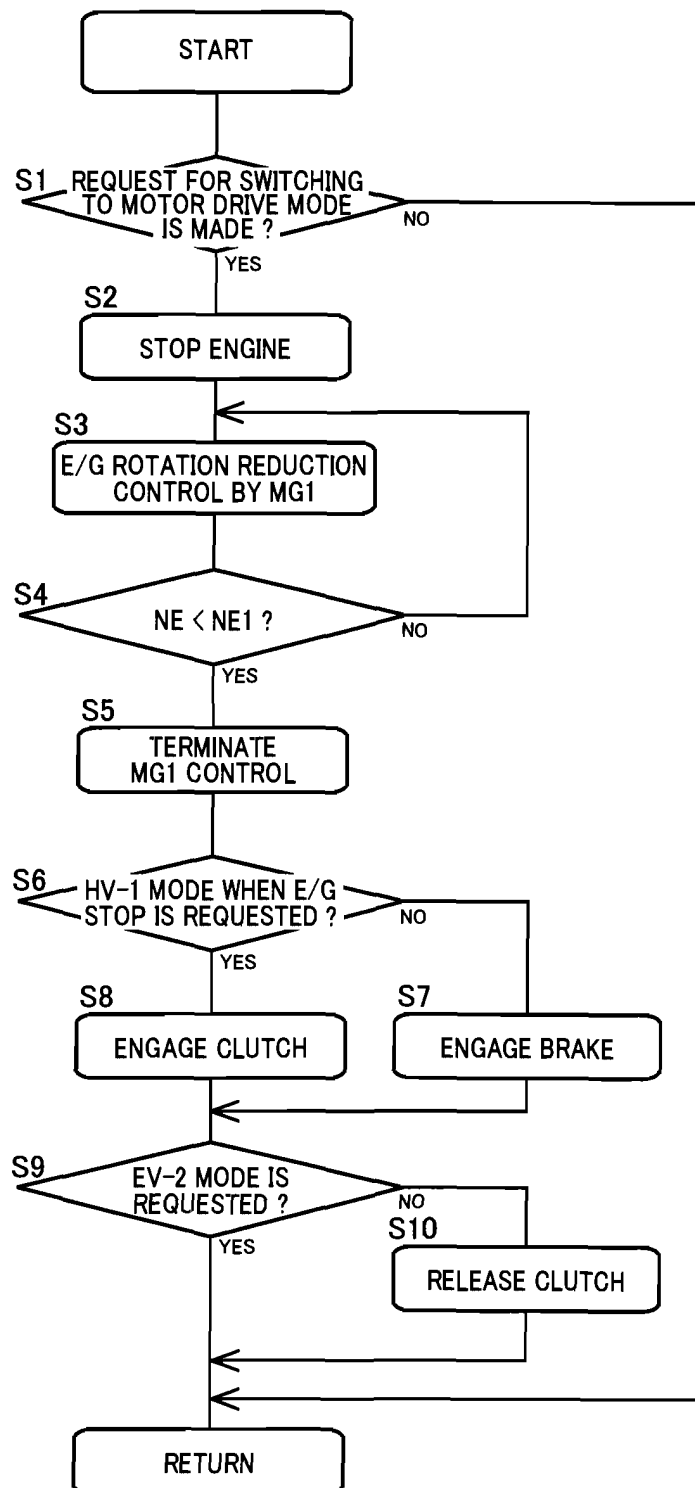 START
S1
REQUEST FOR SWITCHING
TO MOTOR DRIVE MODE
IS MADE ?
NO
YES
S2
STOP ENGINE
S3
E/G ROTATION REDUCTION
CONTROL BY MG1
S4
NE < NE1 ?
NO
YES
S5
TERMINATE
MG1 CONTROL
S6
HV-1 MODE WHEN E/G
STOP IS REQUESTED ?
NO
YES
S8
ENGAGE CLUTCH
S7
ENGAGE BRAKE
S9
EV-2 MODE IS
REQUESTED ?
NO
YES
S10
RELEASE CLUTCH
RETURN